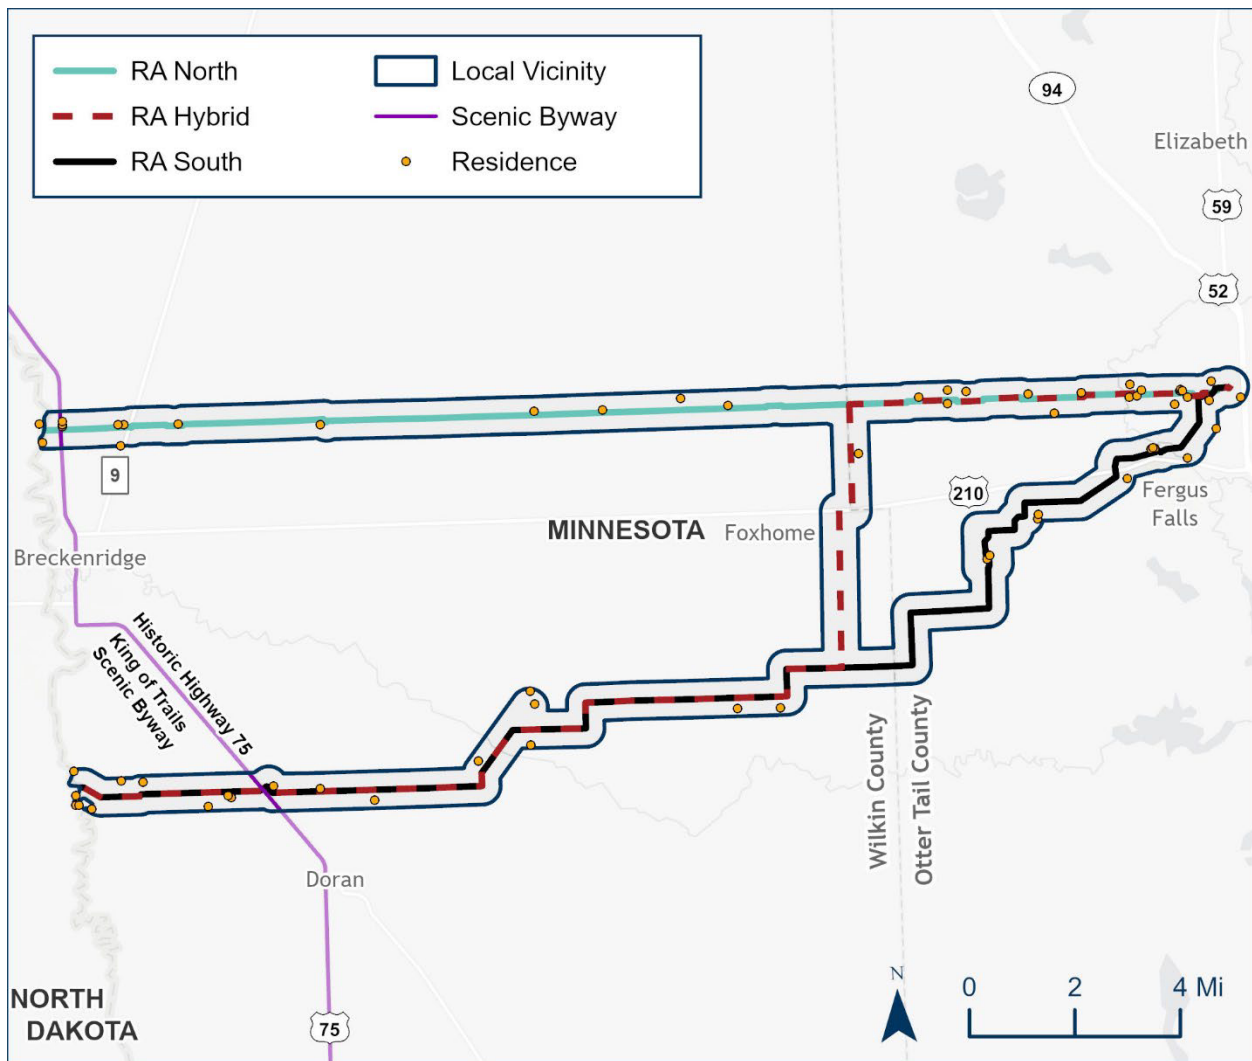 RA North
Local Vicinity
RA Hybrid
Scenic Byway
RA South
Residence
94
Elizabeth
59
52
9
210
MINNESOTA
Foxhome
Fergus
Falls
Breckenridge
Historic Highway 75
King of Trails
Scenic Byway
Wilkin County
Otter Tail County
Doran
NORTH
DAKOTA
75
N
0 2 4 Mi